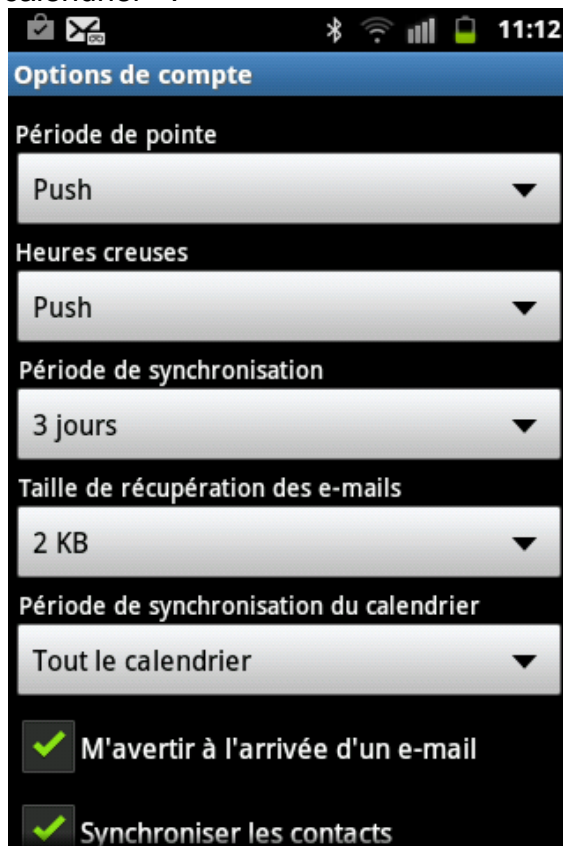 calendrier
11:12
Options de compte
Période de pointe
Push
Heures creuses
Push
Période de synchronisation
3 jours
Taille de récupération des e-mails
2 KB
Période de synchronisation du calendrier
Tout le calendrier
M'avertir à l'arrivée d'un e-mail
Synchroniser les contacts